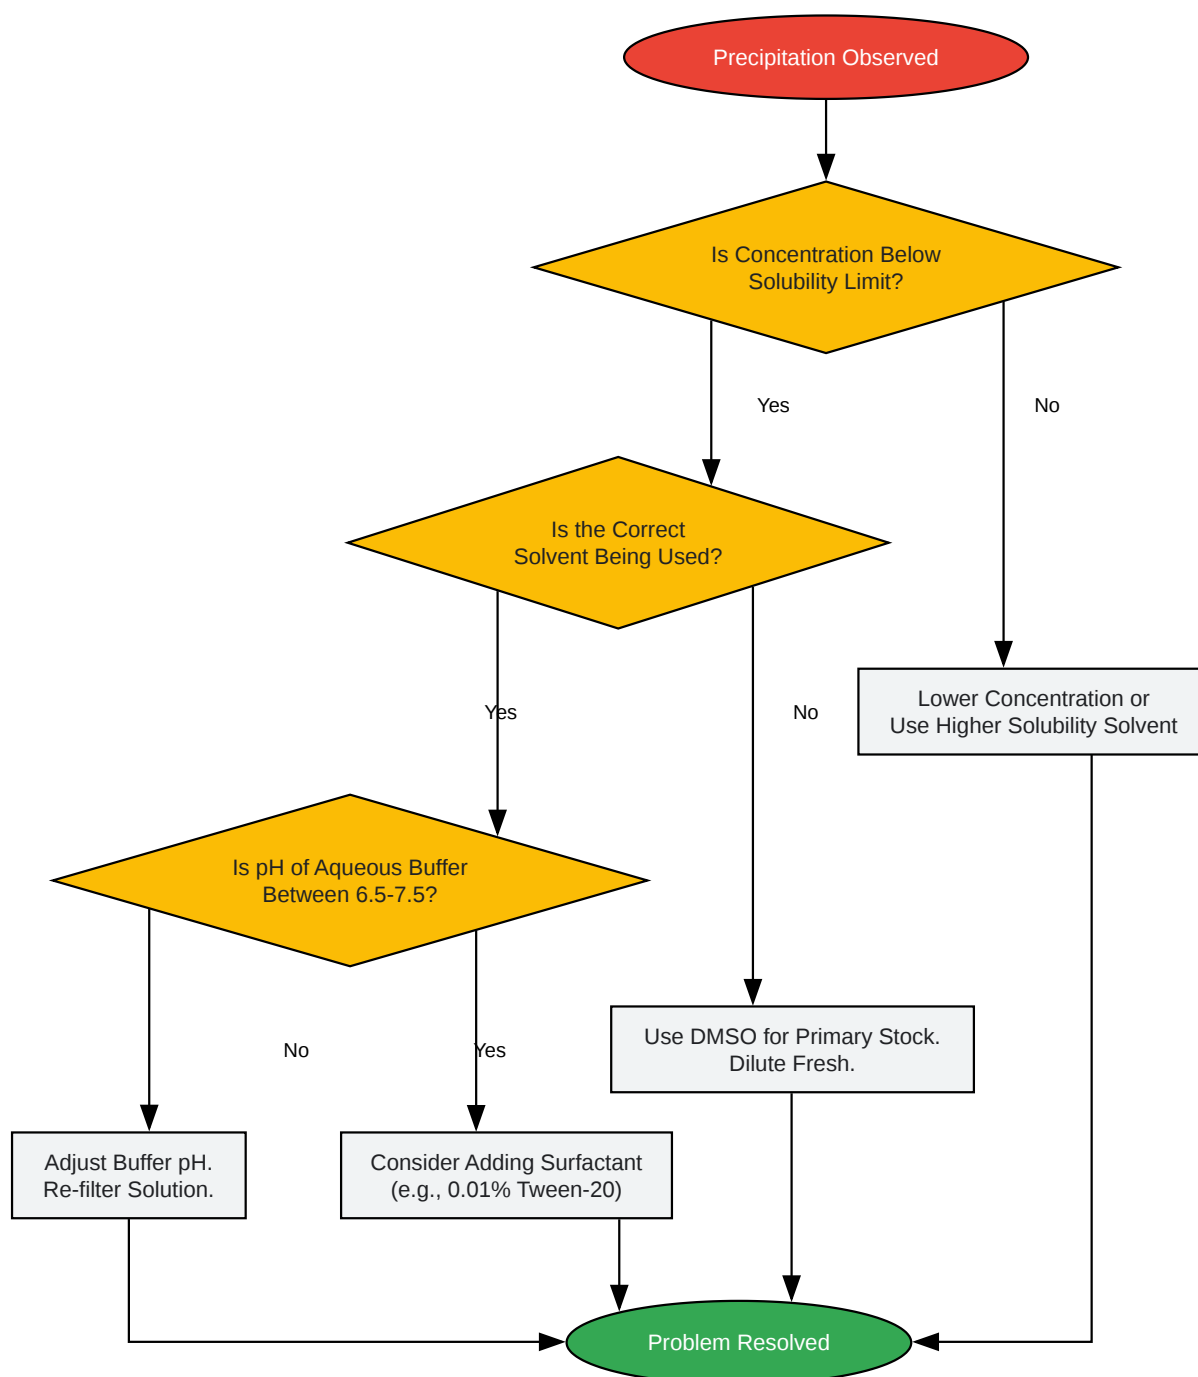 Precipitation Observed
Is Concentration Below
Solubility Limit?
Yes
No
Is the Correct
Solvent Being Used?
Yes
No
Lower Concentration or
Use Higher Solubility Solvent
Is pH of Aqueous Buffer
Between 6.5-7.5?
No
Yes
Use DMSO for Primary Stock.
Dilute Fresh.
Adjust Buffer pH.
Re-filter Solution.
Consider Adding Surfactant
(e.g., 0.01% Tween-20)
Problem Resolved